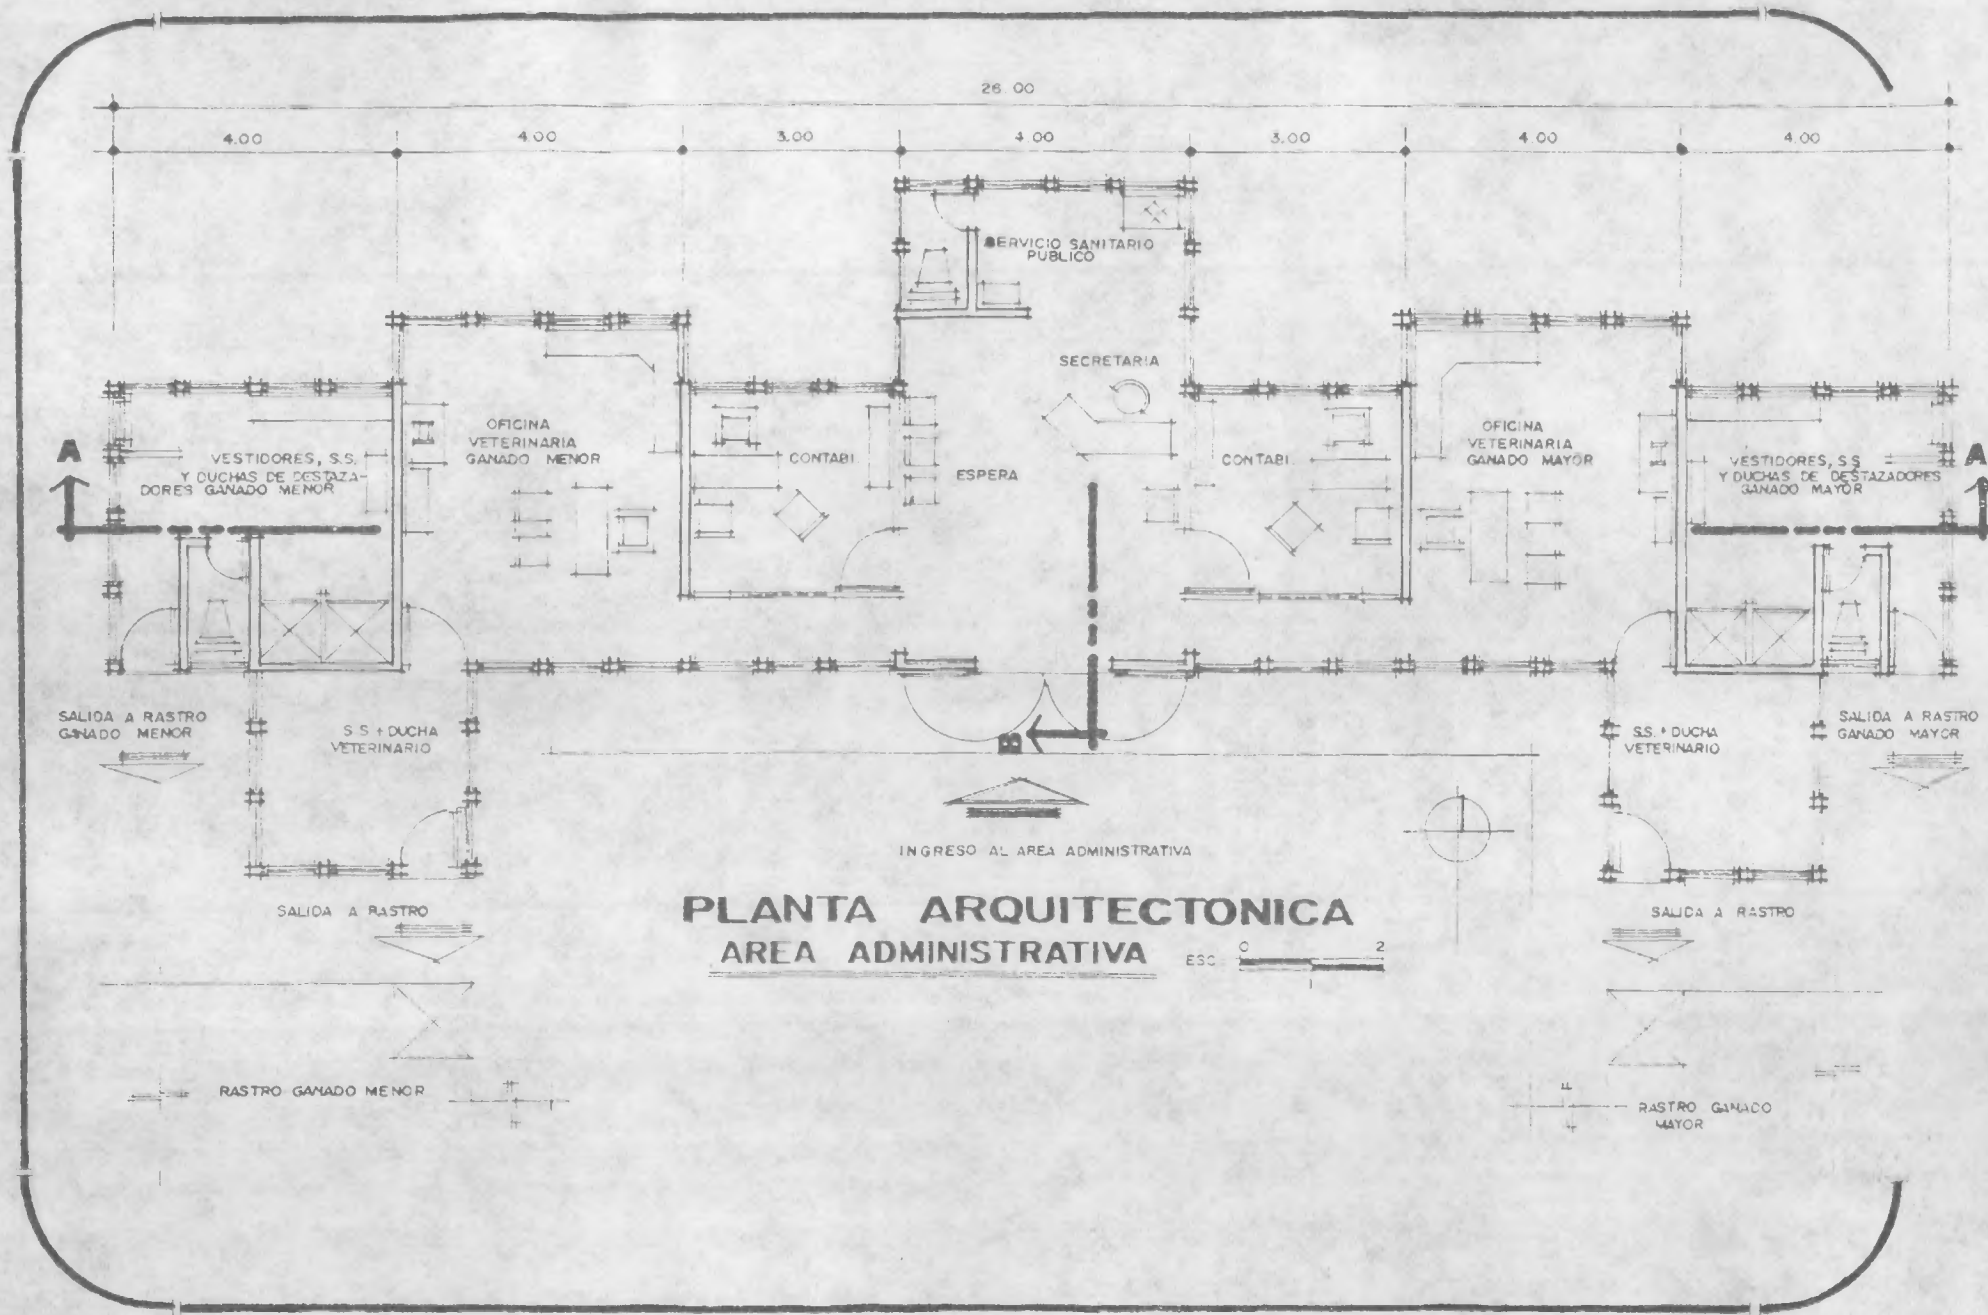 26.00
4.00
4.00
3.00
4.00
3.00
4.00
4.00
SERVICIO SANITARIO
PUBLICO
SECRETARIA
ESPERA
OFICINA
VETERINARIA
GANADO MENOR
CONTABI.
CONTABI.
OFICINA
VETERINARIA
GANADO MAYOR
A
VESTIDORES, S.S.
Y DUCHAS DE DESTAZA-
DORES GANADO MENOR
VESTIDORES, S.S
Y DUCHAS DE DESTAZADORES
GANADO MAYOR
A
SALIDA A RASTRO
GANADO MENOR
S.S + DUCHA
VETERINARIO
B
S.S. + DUCHA
VETERINARIO
SALIDA A RASTRO
GANADO MAYOR
INGRESO AL AREA ADMINISTRATIVA
SALIDA A RASTRO
SALIDA A RASTRO
PLANTA ARQUITECTONICA
AREA ADMINISTRATIVA
ESC
0
2
1
RASTRO GANADO MENOR
RASTRO GANADO
MAYOR